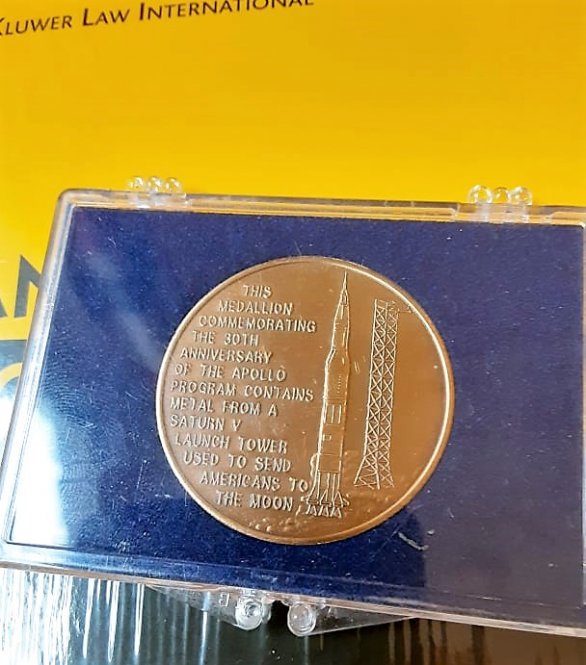 KLUWER LAW INTERNATIONAL
THIS
MEDALLION
COMMEMORATING
THE 30TH
ANNIVERSARY
OF THE APOLLO
PROGRAM CONTAINS
METAL FROM A
SATURN V
LAUNCH TOWER
USED TO SEND
AMERICANS TO
THE MOON